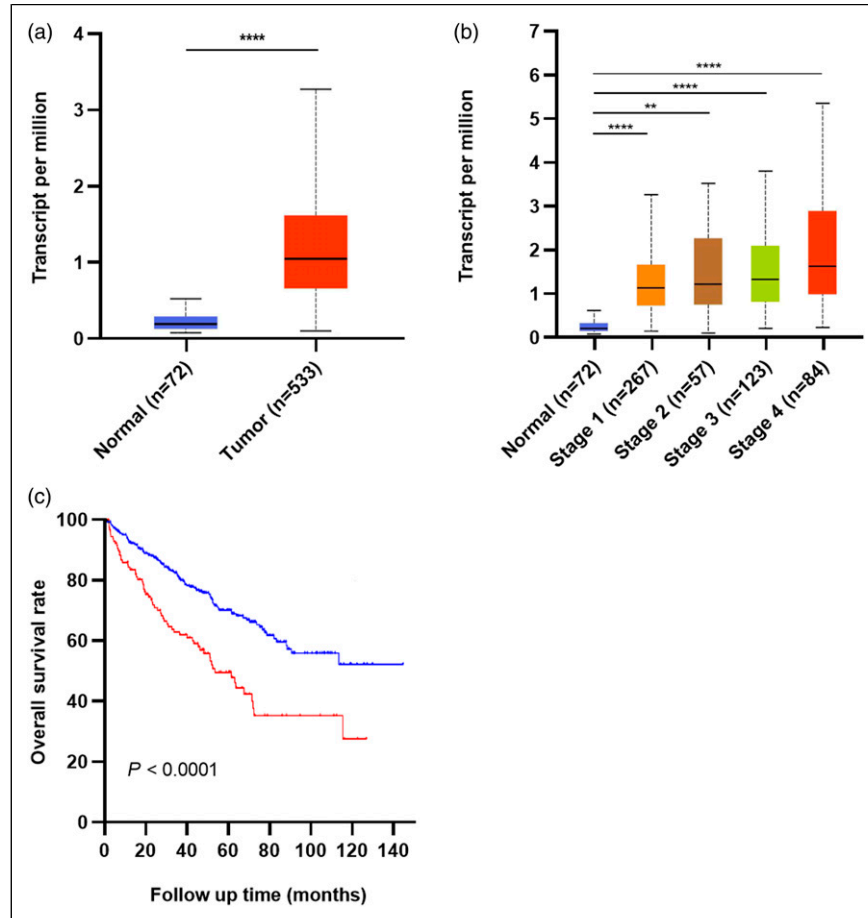 (a)
****
Transcript per million
4
3
2
1
0
Normal (n=72)
Tumor (n=533)
(b)
****
****
**
****
Transcript per million
7
6
5
4
3
2
1
0
Normal (n=72)
Stage 1 (n=267)
Stage 2 (n=57)
Stage 3 (n=123)
Stage 4 (n=84)
(c)
Overall survival rate
100
80
60
40
20
0
P < 0.0001
0 20 40 60 80 100 120 140
Follow up time (months)